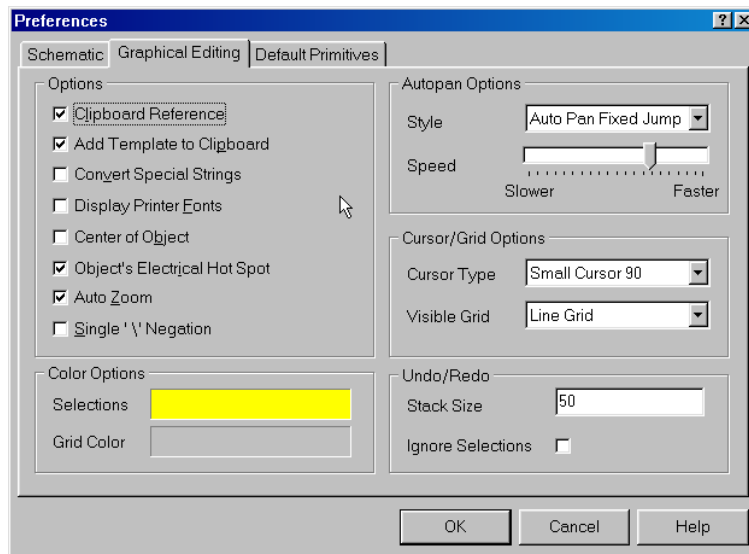 Preferences
Schematic Graphical Editing Default Primitives
Options
Clipboard Reference
Add Template to Clipboard
Convert Special Strings
Display Printer Fonts
Center of Object
Object's Electrical Hot Spot
Auto Zoom
Single '\' Negation
Color Options
Selections
Grid Color
Autopan Options
Style Auto Pan Fixed Jump
Speed
Slower Faster
Cursor/Grid Options
Cursor Type Small Cursor 90
Visible Grid Line Grid
Undo/Redo
Stack Size 50
Ignore Selections
OK Cancel Help